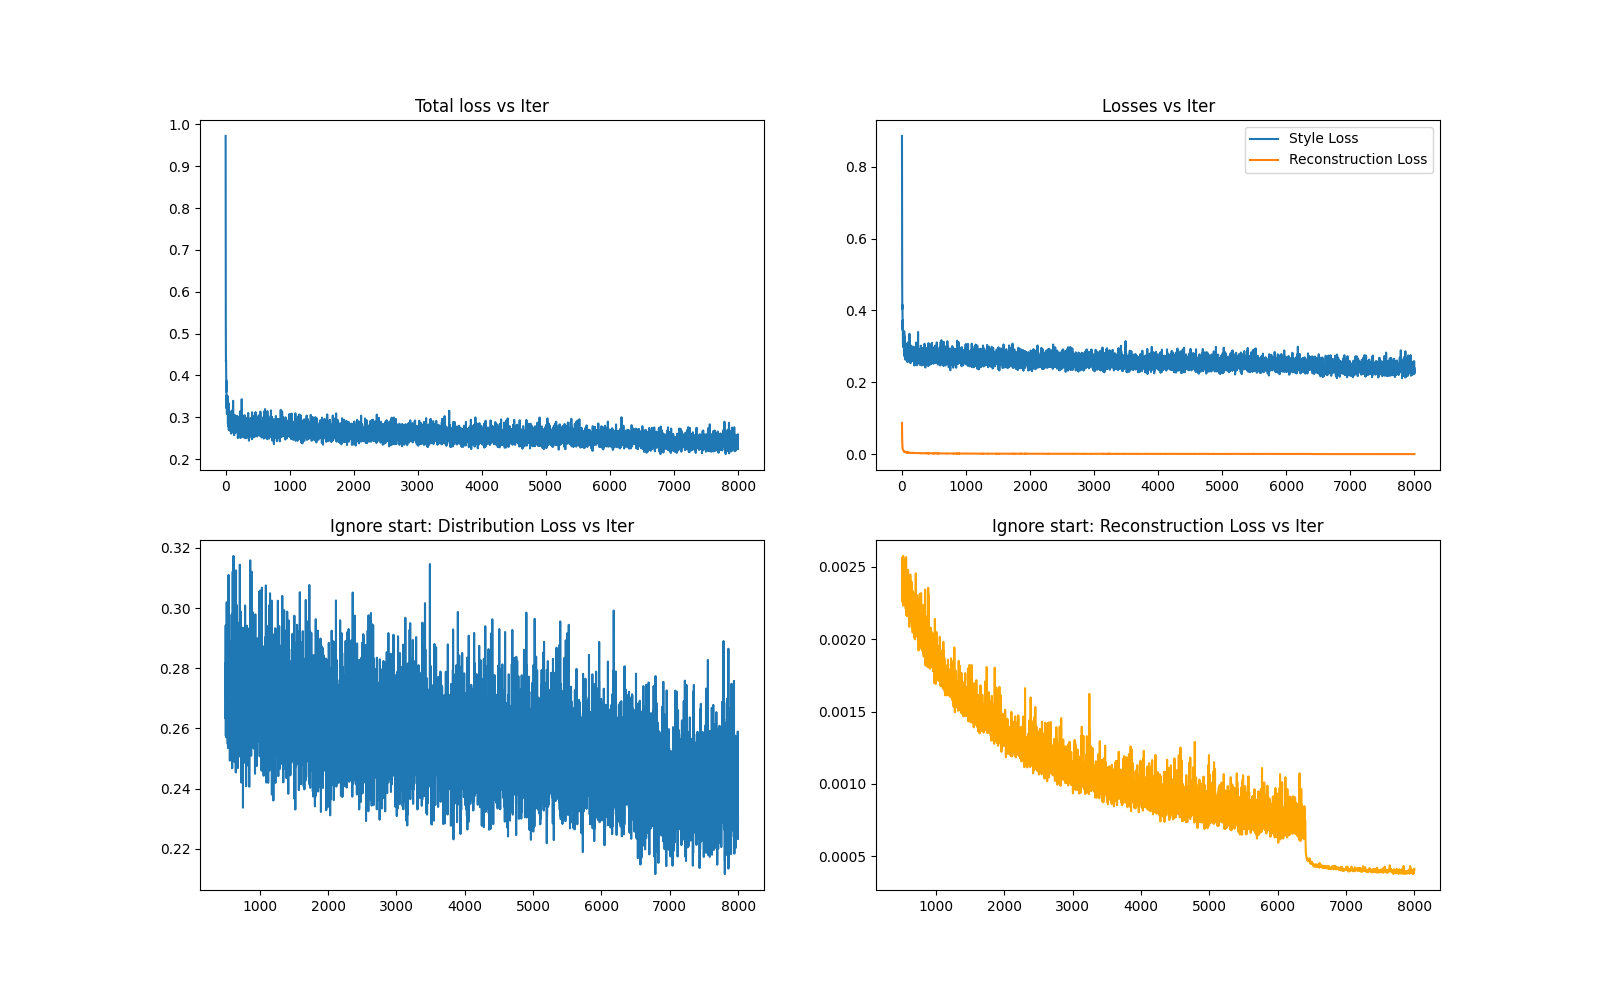 Total loss vs Iter
1.0
0.9
0.8
0.7
0.6
0.5
0.4
0.3
0.2
0 1000 2000 3000 4000 5000 6000 7000 8000
Losses vs Iter
Style Loss
Reconstruction Loss
0.8
0.6
0.4
0.2
0.0
0 1000 2000 3000 4000 5000 6000 7000 8000
Ignore start: Distribution Loss vs Iter
0.32
0.30
0.28
0.26
0.24
0.22
1000 2000 3000 4000 5000 6000 7000 8000
Ignore start: Reconstruction Loss vs Iter
0.0025
0.0020
0.0015
0.0010
0.0005
1000 2000 3000 4000 5000 6000 7000 8000